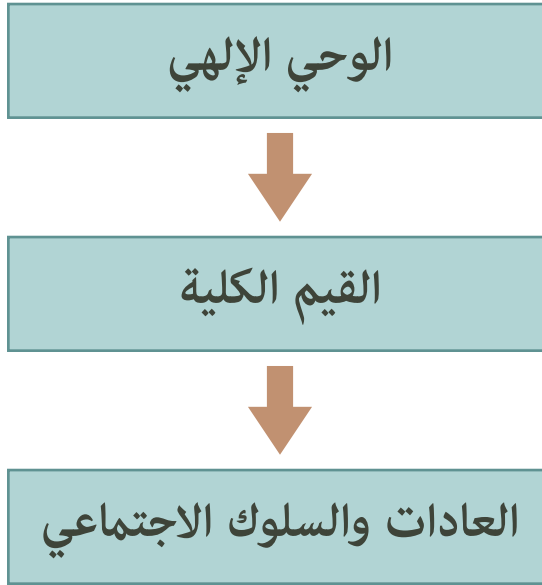 الوحي الإلهي
القيم الكلية
العادات والسلوك الاجتماعي